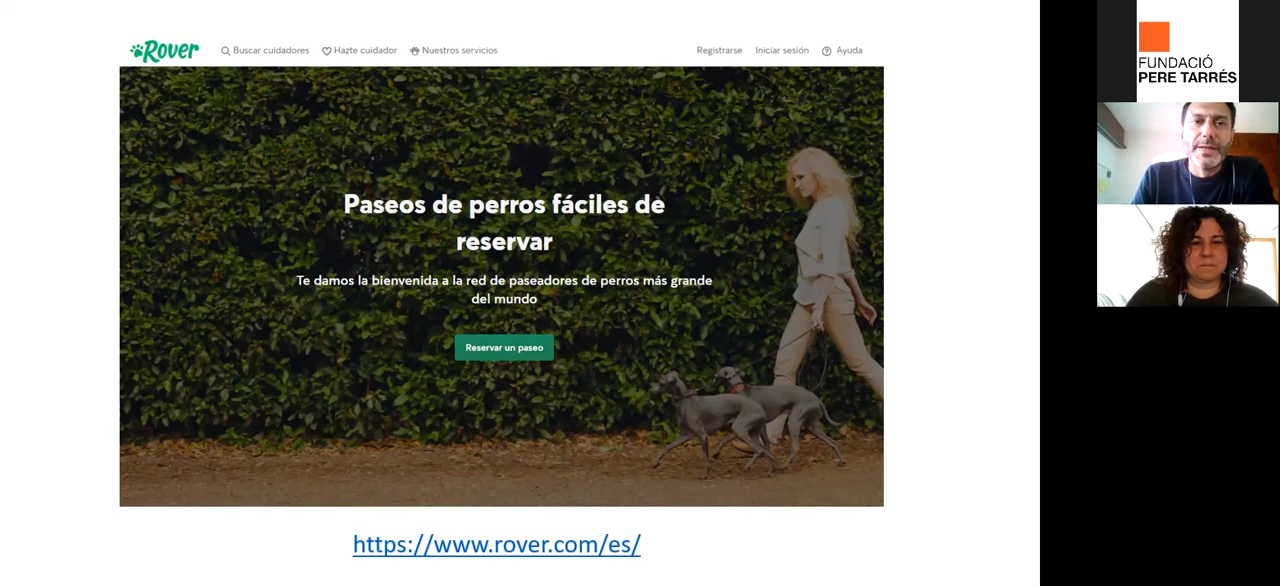 Rover
Buscar cuidadores
Hazte cuidador
Nuestros servicios
Registrarse
Iniciar sesión
Ayuda
Paseos de perros fáciles de
reservar
Te damos la bienvenida a la red de paseadores de perros más grande
del mundo
Reservar un paseo
https://www.rover.com/es/
FUNDACIÓ
PERE TARRÉS